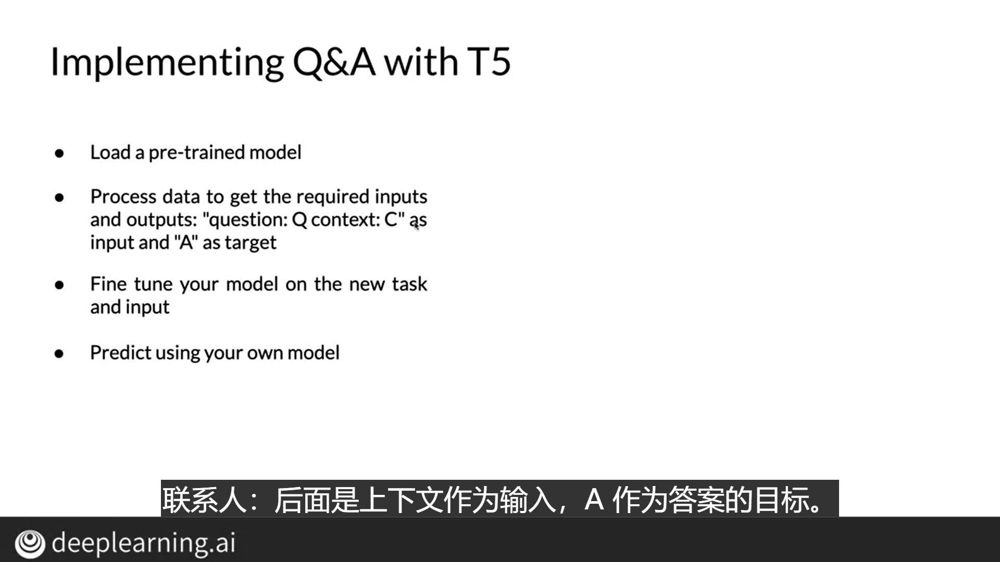 Implementing Q&A with T5
● Load a pre-trained model
● Process data to get the required inputs
and outputs: "question: Q context: C" as
input and "A" as target
● Fine tune your model on the new task
and input
● Predict using your own model
联系人：后面是上下文作为输入，A 作为答案的目标。
deeplearning.ai